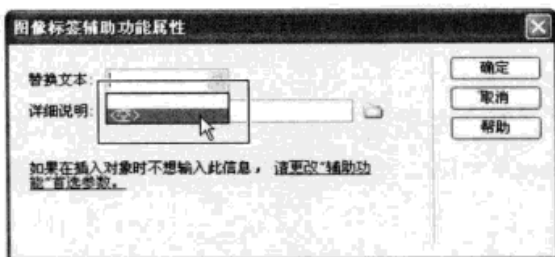 图像标签辅助功能属性
替换文本:
确定
详细说明:
<空>
取消
帮助
如果在插入对象时不想输入此信息，请更改“辅助功
能”首选参数。